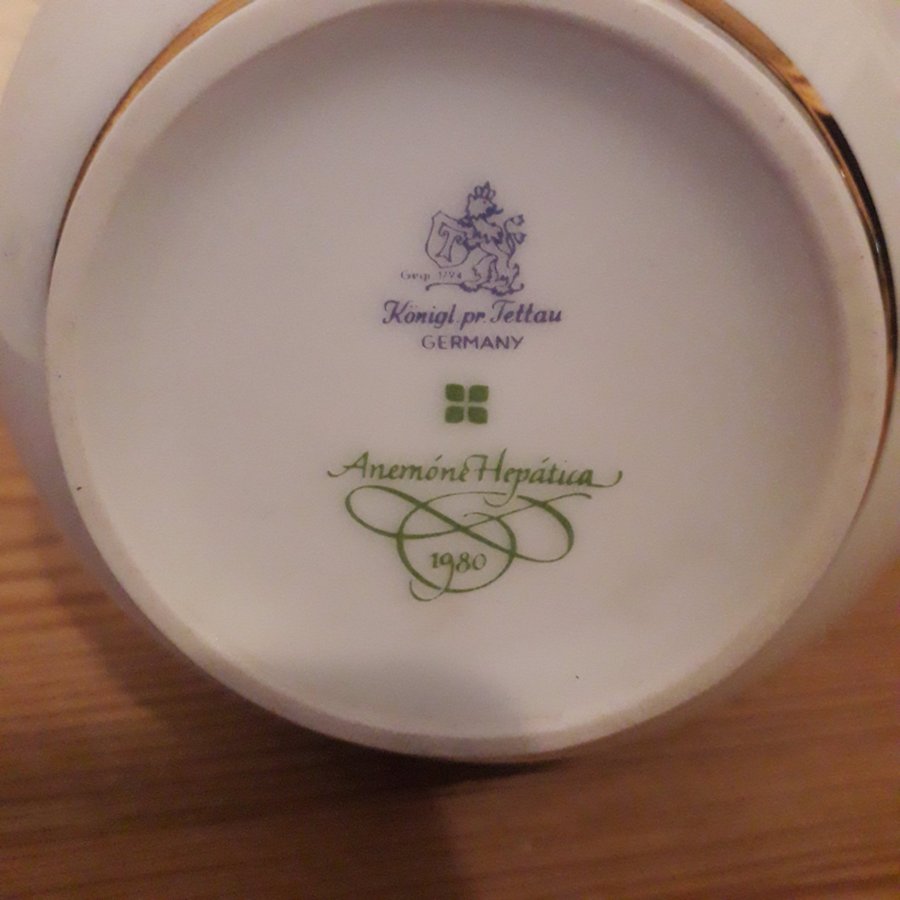 T
Gegr. 1794
Königl. pr. Tettau
GERMANY
Anemóne Hepática
1980